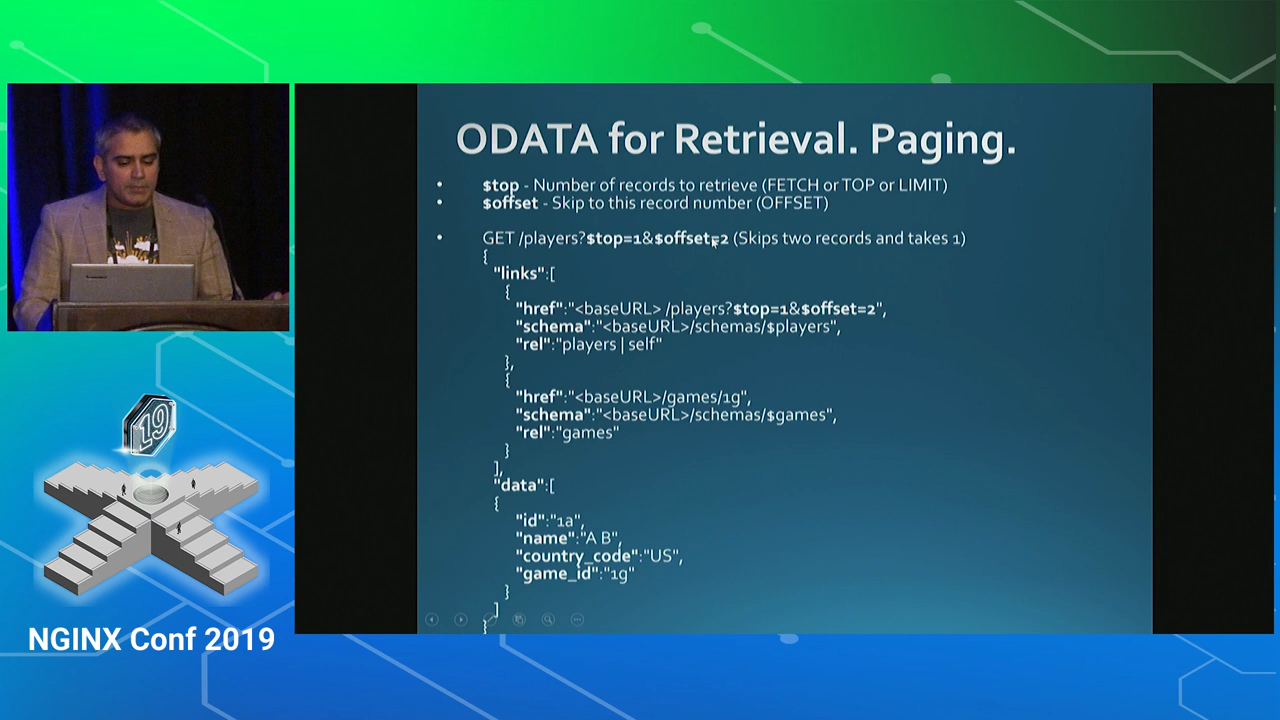 ODATA for Retrieval. Paging.
• $top - Number of records to retrieve (FETCH or TOP or LIMIT)
• $offset - Skip to this record number (OFFSET)
• GET /players?$top=1&$offset=2 (Skips two records and takes 1)
{
"links":[
{
"href":"<baseURL> /players?$top=1&$offset=2",
"schema":"<baseURL>/schemas/$players",
"rel":"players | self"
},
{
"href":"<baseURL>/games/1g",
"schema":"<baseURL>/schemas/$games",
"rel":"games"
}
],
"data":[
{
"id":"1a",
"name":"A B",
"country_code":"US",
"game_id":"1g"
}
]
}
19
NGINX Conf 2019